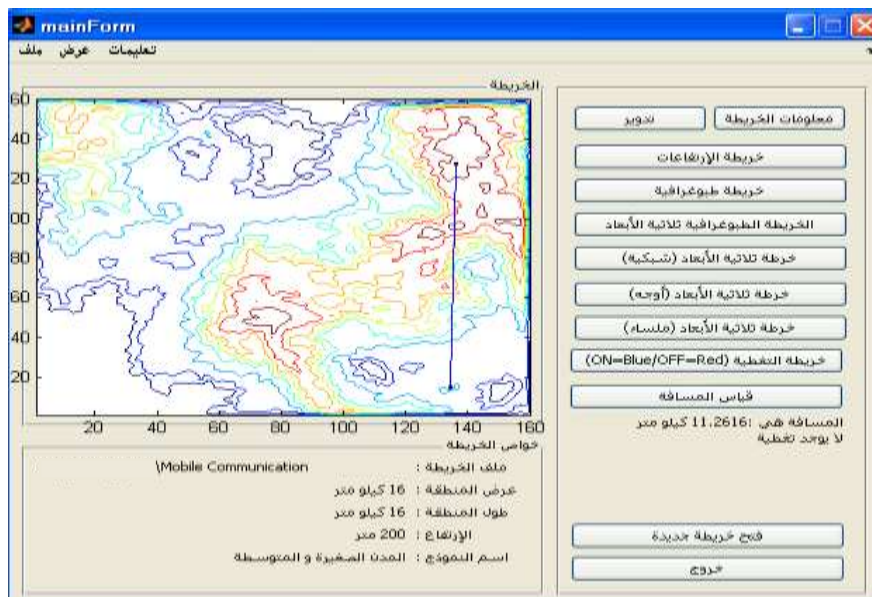 mainForm
ملف عرض تعليمات
الخريطة
60
40
20
00
80
60
40
20
20 40 60 80 100 120 140 160
معلومات الخريطة
تدوير
خريطة الإرتفاعات
خريطة طبوغرافية
الخريطة الطبوغرافية ثلاثية الأبعاد
خرطة ثلاثية الأبعاد (شبكية)
خرطة ثلاثية الأبعاد (أوجه)
خرطة ثلاثية الأبعاد (ملساء)
خريطة التغطية (ON=Blue/OFF=Red)
قياس المسافة
المسافة هي :11.2616 كيلو متر
لا يوجد تغطية
فتح خريطة جديدة
خروج
خواص الخريطة
ملف الخريطة : \Mobile Communication
عرض المنطقة : 16 كيلو متر
طول المنطقة : 16 كيلو متر
الإرتفاع : 200 متر
اسم النموذج : المدن الصغيرة و المتوسطة